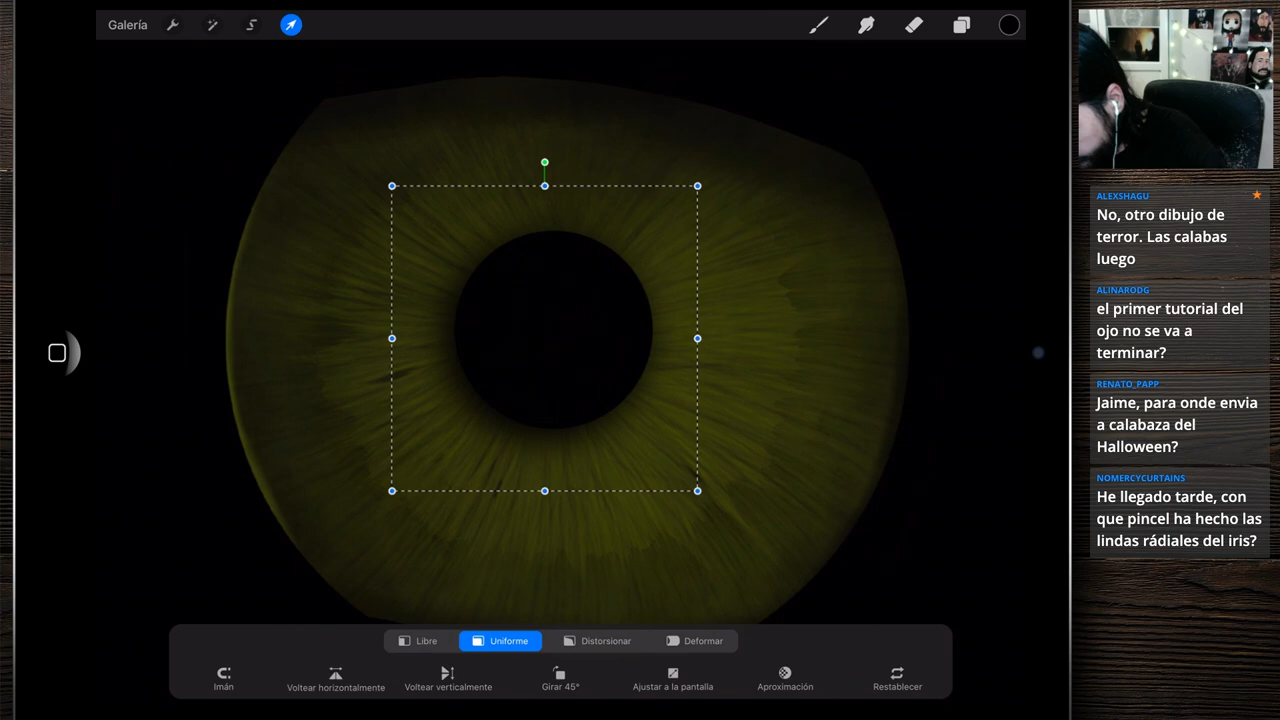 Galería
ALEXSHAGU
No, otro dibujo de
terror. Las calabas
luego
ALINARODG
el primer tutorial del
ojo no se va a
terminar?
RENATO_PAPP
Jaime, para onde envia
a calabaza del
Halloween?
NOMERCYCURTAINS
He llegado tarde, con
que pincel ha hecho las
lindas rádiales del iris?
Libre
Uniforme
Distorsionar
Deformar
Imán
Voltear horizontalmente
Voltear verticalmente
Girar 45°
Ajustar a la pantalla
Aproximación
Restablecer